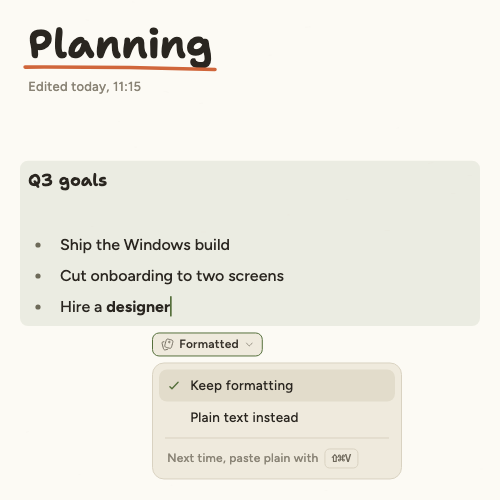 Planning
Edited today, 11:15
Q3 goals
• Ship the Windows build
• Cut onboarding to two screens
• Hire a designer
Formatted
Keep formatting
Plain text instead
Next time, paste plain with ⇧⌘V